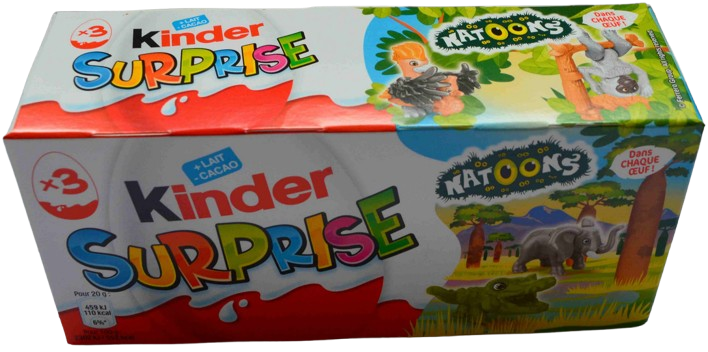 x3
+ LAIT
- CACAO
Kinder
SURPRISE
NATOONS
Dans
CHAQUE
ŒUF !
x3
+ LAIT
- CACAO
Kinder
SURPRISE
NATOONS
Dans
CHAQUE
ŒUF !
Pour 20 g :
459 kJ
110 kcal
6%*